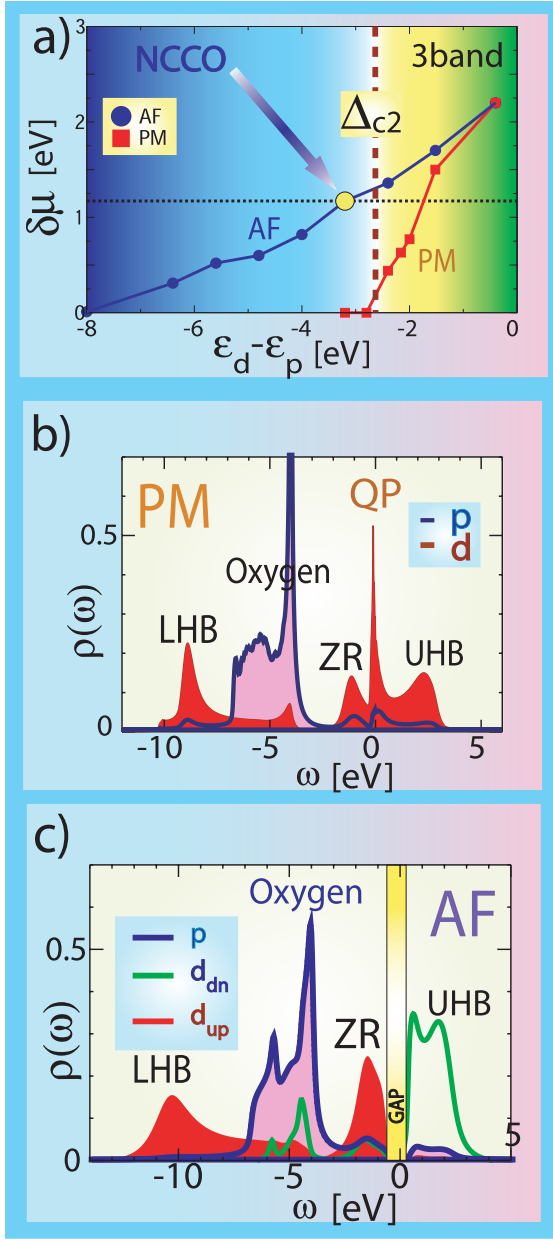 a)
NCCO
3band
AF
PM
Δc2
AF
PM
δμ [eV]
3
2
1
0
-8 -6 -4 -2 0
εd-εp [eV]
b)
PM
QP
p
d
Oxygen
LHB
ZR
UHB
ρ(ω)
0.5
0
-10 -5 0 5
ω [eV]
c)
Oxygen
AF
p
ddn
dup
LHB
ZR
UHB
GAP
ρ(ω)
0.5
0
-10 -5 0 5
ω [eV]